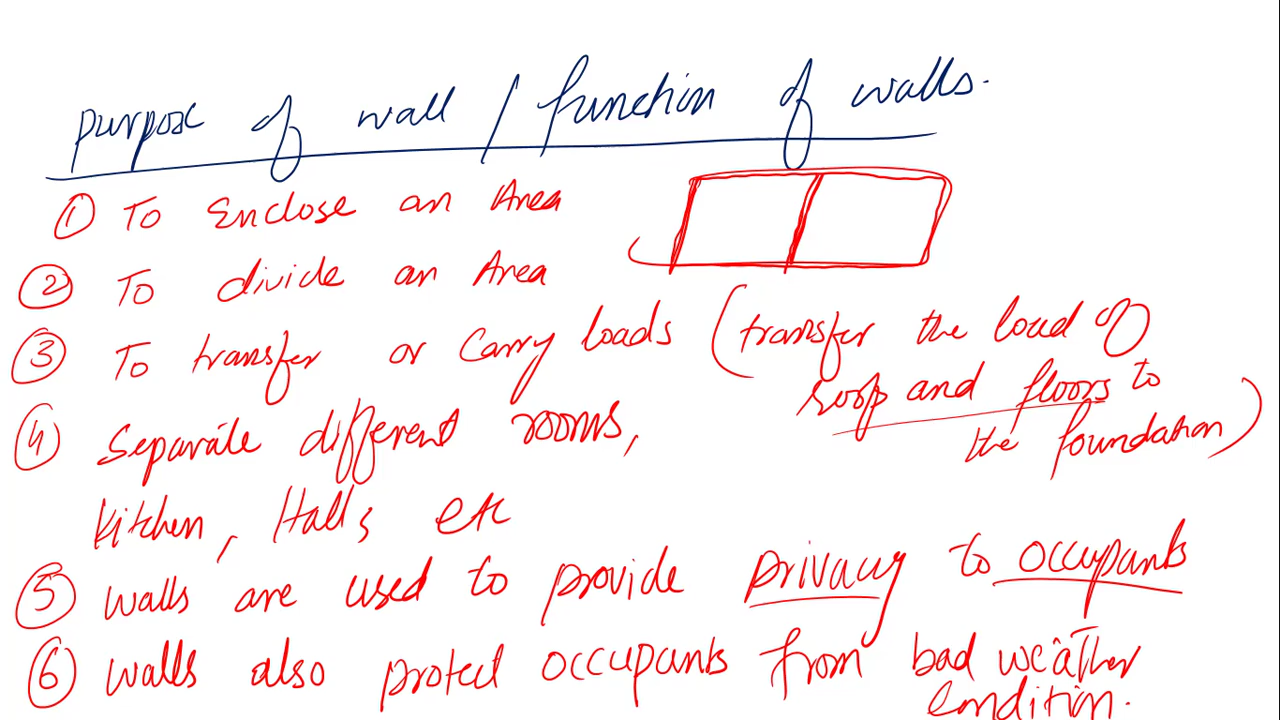 purpose of wall / function of walls.
① To Enclose an Area
② To divide an Area
③ To transfer or Carry loads (transfer the load of
roof and floors to
the foundation)
④ Separate different rooms,
Kitchen, Halls etc
⑤ walls are used to provide privacy to occupants
⑥ walls also protect occupants from bad weather
Condition.